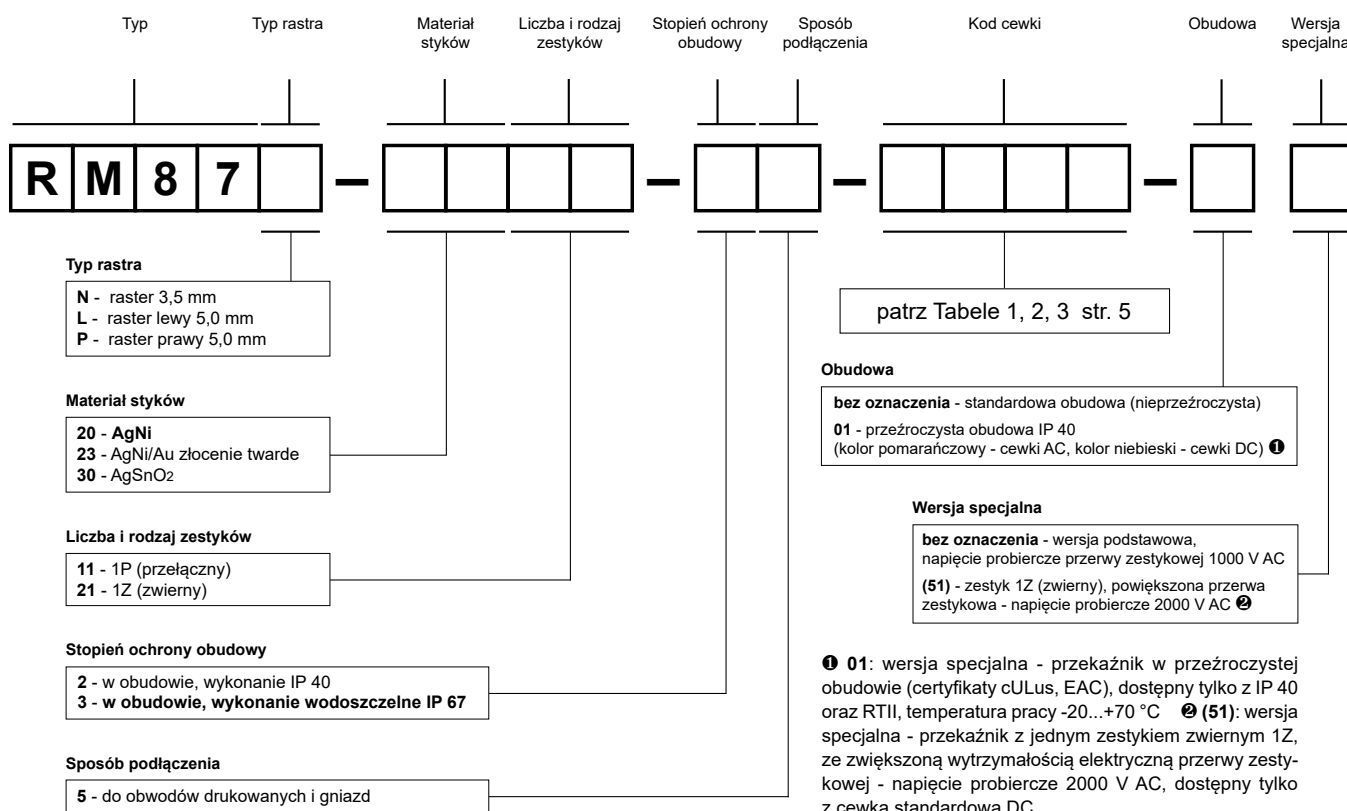 Typ
Typ rastra
Materiał
styków
Liczba i rodzaj
zestyków
Stopień ochrony
obudowy
Sposób
podłączenia
Kod cewki
Obudowa
Wersja
specjalna
R M 8 7 – – – –
Typ rastra
N - raster 3,5 mm
L - raster lewy 5,0 mm
P - raster prawy 5,0 mm
Materiał styków
20 - AgNi
23 - AgNi/Au złocenie twarde
30 - AgSnO2
Liczba i rodzaj zestyków
11 - 1P (przełączny)
21 - 1Z (zwierny)
Stopień ochrony obudowy
2 - w obudowie, wykonanie IP 40
3 - w obudowie, wykonanie wodoszczelne IP 67
Sposób podłączenia
5 - do obwodów drukowanych i gniazd
patrz Tabele 1, 2, 3 str. 5
Obudowa
bez oznaczenia - standardowa obudowa (nieprzeźroczysta)
01 - przeźroczysta obudowa IP 40
(kolor pomarańczowy - cewki AC, kolor niebieski - cewki DC) ❶
Wersja specjalna
bez oznaczenia - wersja podstawowa,
napięcie probiercze przerwy zestykowej 1000 V AC
(51) - zestyk 1Z (zwierny), powiększona przerwa
zestykowa - napięcie probiercze 2000 V AC ❷
❶ 01: wersja specjalna - przekaźnik w przeźroczystej
obudowie (certyfikaty cULus, EAC), dostępny tylko z IP 40
oraz RTII, temperatura pracy -20...+70 °C ❷ (51): wersja
specjalna - przekaźnik z jednym zestykiem zwiernym 1Z,
ze zwiększoną wytrzymałością elektryczną przerwy zesty-
kowej - napięcie probiercze 2000 V AC, dostępny tylko
z cewką standardową DC